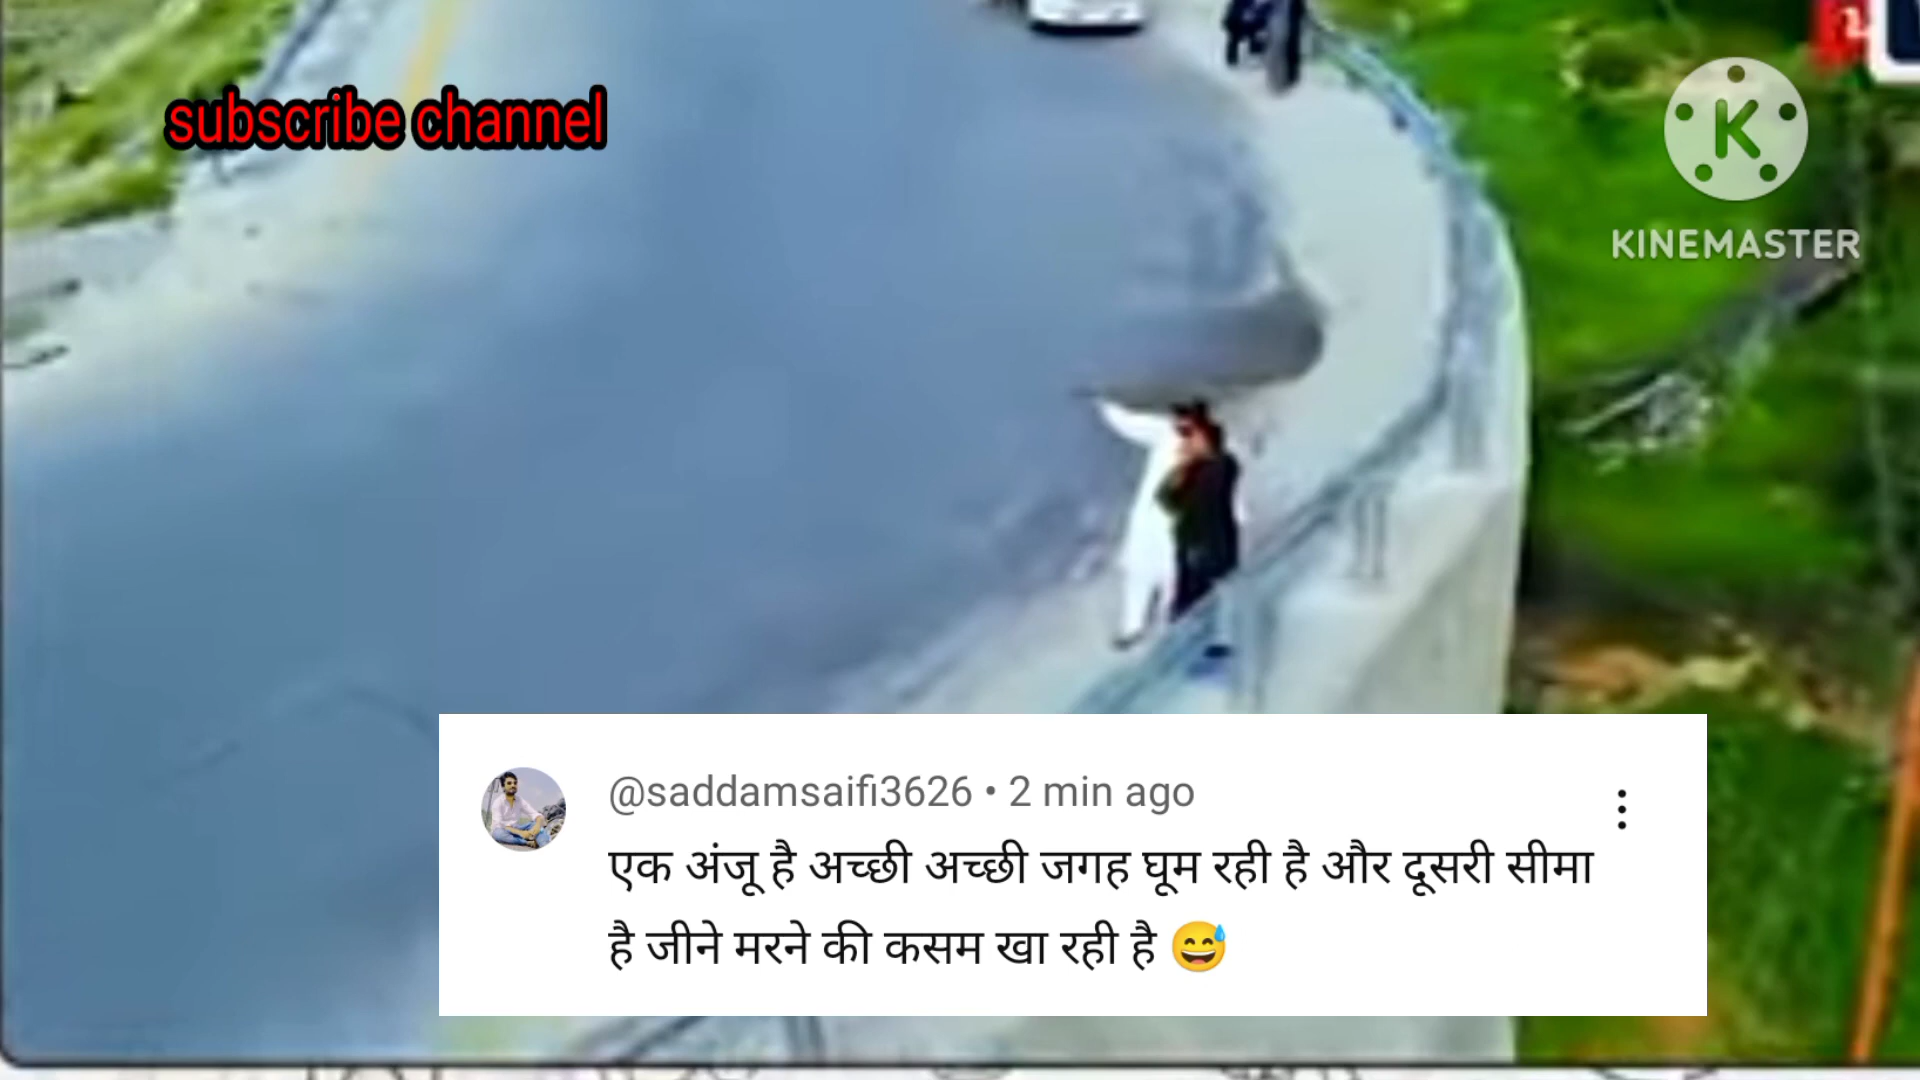 subscribe channel
KINEMASTER
@saddamsaifi3626 • 2 min ago
एक अंजू है अच्छी अच्छी जगह घूम रही है और दूसरी सीमा
है जीने मरने की कसम खा रही है 😅